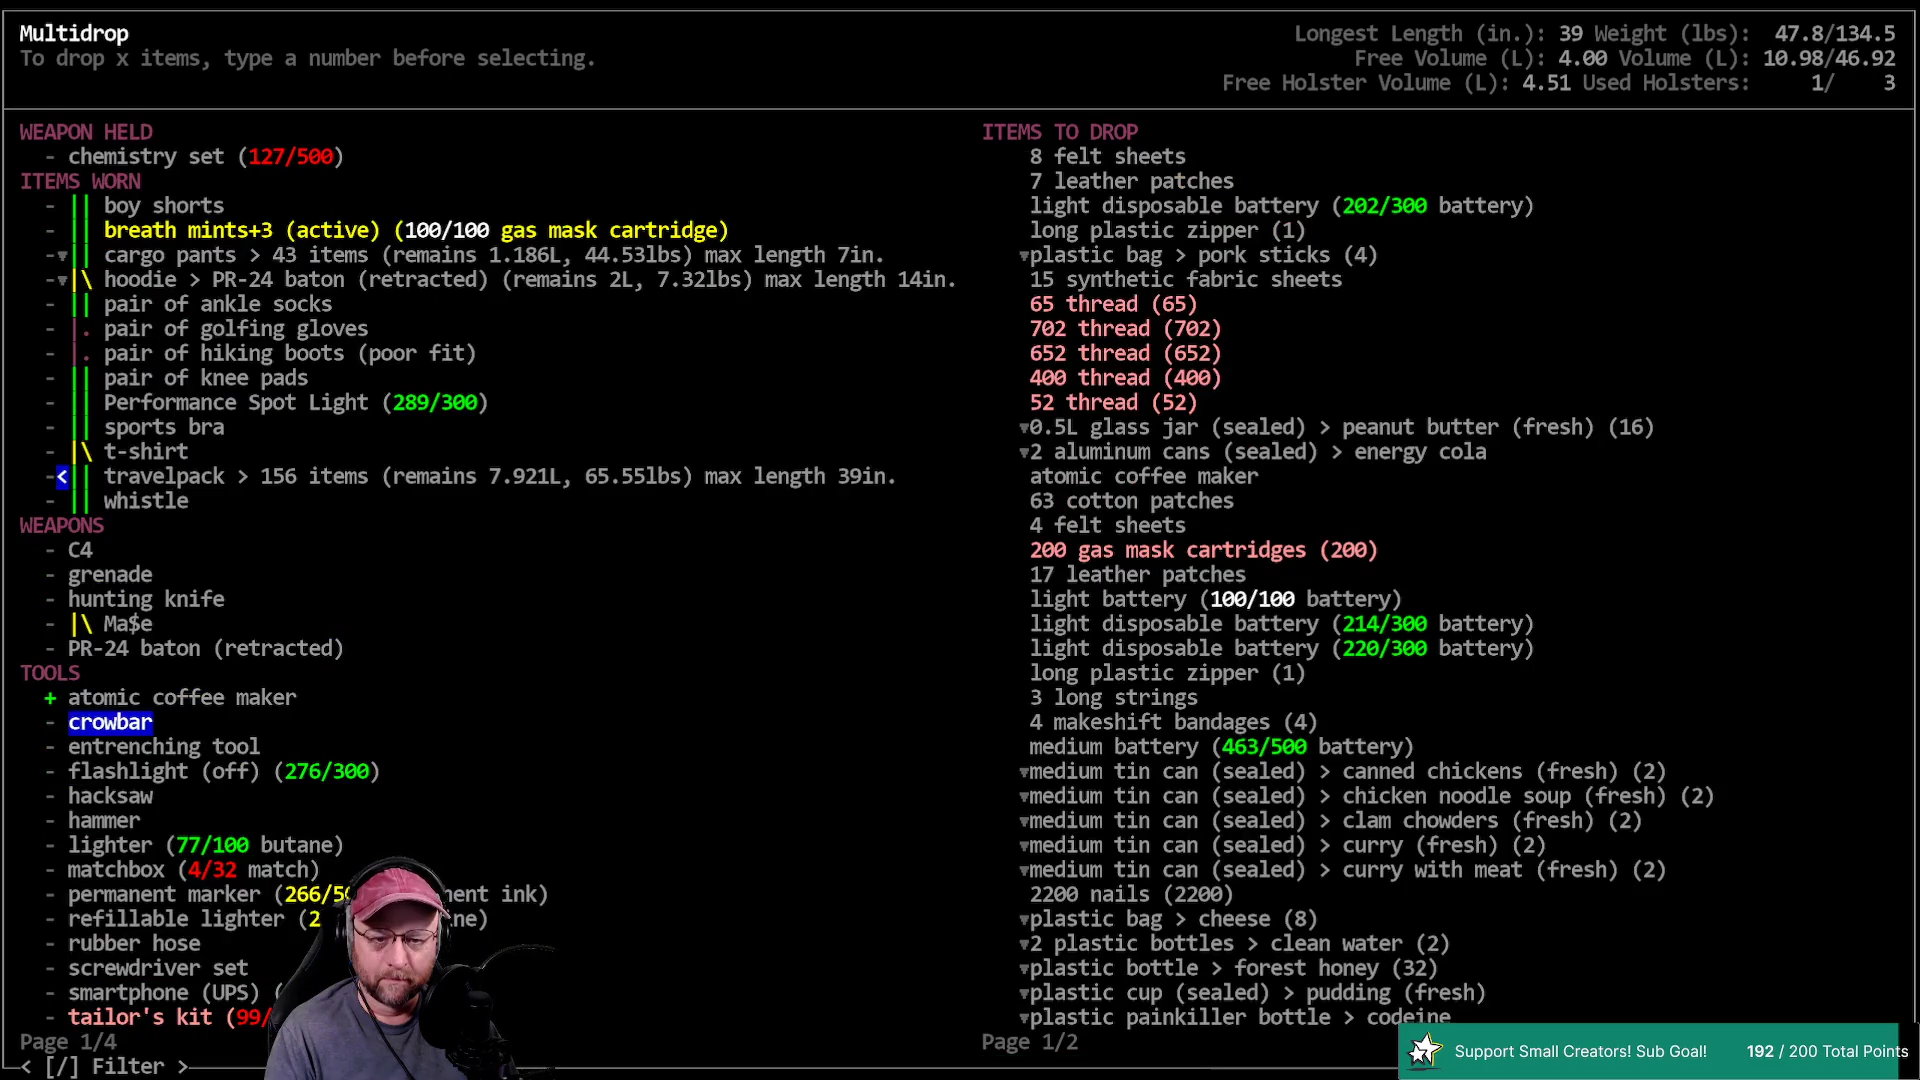 Multidrop
To drop x items, type a number before selecting.
Longest Length (in.): 39 Weight (lbs): 47.8/134.5
Free Volume (L): 4.00 Volume (L): 10.98/46.92
Free Holster Volume (L): 4.51 Used Holsters: 1/ 3
WEAPON HELD
- chemistry set (127/500)
ITEMS WORN
- || boy shorts
- || breath mints+3 (active) (100/100 gas mask cartridge)
-▾|| cargo pants > 43 items (remains 1.186L, 44.53lbs) max length 7in.
-▾|\ hoodie > PR-24 baton (retracted) (remains 2L, 7.32lbs) max length 14in.
- || pair of ankle socks
- |. pair of golfing gloves
- |. pair of hiking boots (poor fit)
- || pair of knee pads
- || Performance Spot Light (289/300)
- || sports bra
- |\ t-shirt
-<|| travelpack > 156 items (remains 7.921L, 65.55lbs) max length 39in.
- || whistle
WEAPONS
- C4
- grenade
- hunting knife
- |\ Ma$e
- PR-24 baton (retracted)
TOOLS
+ atomic coffee maker
- crowbar
- entrenching tool
- flashlight (off) (276/300)
- hacksaw
- hammer
- lighter (77/100 butane)
- matchbox (4/32 match)
- permanent marker (266/5 ent ink)
- refillable lighter (2 ne)
- rubber hose
- screwdriver set
- smartphone (UPS) (
- tailor's kit (99/
Page 1/4
< [/] Filter >
ITEMS TO DROP
8 felt sheets
7 leather patches
light disposable battery (202/300 battery)
long plastic zipper (1)
▾plastic bag > pork sticks (4)
15 synthetic fabric sheets
65 thread (65)
702 thread (702)
652 thread (652)
400 thread (400)
52 thread (52)
▾0.5L glass jar (sealed) > peanut butter (fresh) (16)
▾2 aluminum cans (sealed) > energy cola
atomic coffee maker
63 cotton patches
4 felt sheets
200 gas mask cartridges (200)
17 leather patches
light battery (100/100 battery)
light disposable battery (214/300 battery)
light disposable battery (220/300 battery)
long plastic zipper (1)
3 long strings
4 makeshift bandages (4)
medium battery (463/500 battery)
▾medium tin can (sealed) > canned chickens (fresh) (2)
▾medium tin can (sealed) > chicken noodle soup (fresh) (2)
▾medium tin can (sealed) > clam chowders (fresh) (2)
▾medium tin can (sealed) > curry (fresh) (2)
▾medium tin can (sealed) > curry with meat (fresh) (2)
2200 nails (2200)
▾plastic bag > cheese (8)
▾2 plastic bottles > clean water (2)
▾plastic bottle > forest honey (32)
▾plastic cup (sealed) > pudding (fresh)
▾plastic painkiller bottle > codeine
Page 1/2
Support Small Creators! Sub Goal! 192 / 200 Total Points